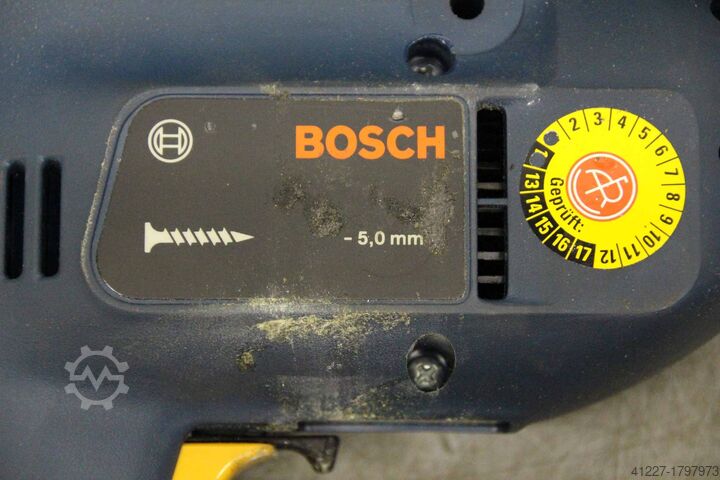 BOSCH
- 5,0 mm
1 2 3 4 5 6 7 8 9 10 11 12
Geprüft:
13 14 15 16 17
41227-1797973